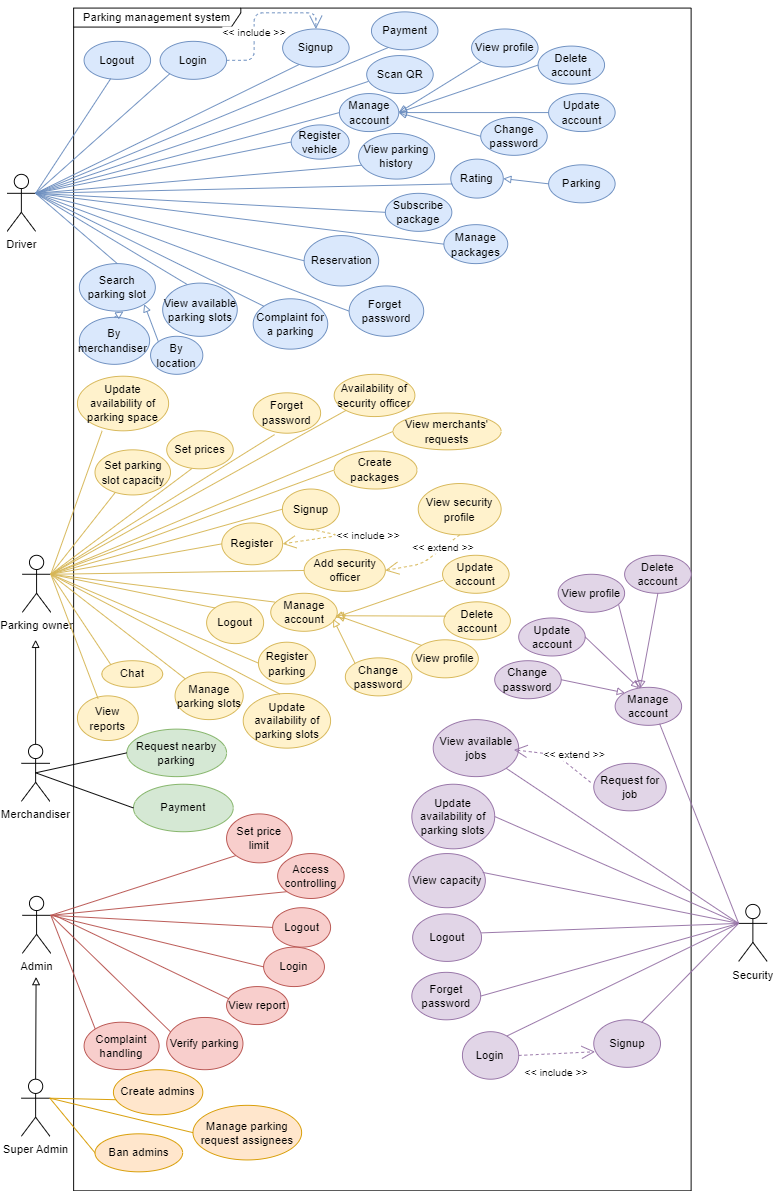 Parking management system
<< include >>
Signup
Payment
Logout
Login
View profile
Delete
account
Scan QR
Manage
account
Update
account
Register
vehicle
Change
password
View parking
history
Rating
Parking
Driver
Subscribe
package
Manage
packages
Reservation
Search
parking slot
View available
parking slots
Complaint for
a parking
Forget
password
By
merchandiser
By
location
Update
availability of
parking space
Forget
password
Availability of
security officer
View merchants'
requests
Set prices
Set parking
slot capacity
Create
packages
Signup
View security
profile
Register
<< include >>
<< extend >>
Add security
officer
Update
account
Parking owner
Logout
Manage
account
Delete
account
View profile
Register
parking
Change
password
Chat
Manage
parking slots
View
reports
Update
availability of
parking slots
Delete
account
View profile
Update
account
Change
password
Manage
account
Request nearby
parking
Merchandiser
Payment
View available
jobs
<< extend >>
Request for
job
Update
availability of
parking slots
Set price
limit
Access
controlling
View capacity
Logout
Logout
Admin
Login
Security
View report
Forget
password
Complaint
handling
Verify parking
Login
Signup
<< include >>
Create admins
Super Admin
Manage parking
request assignees
Ban admins